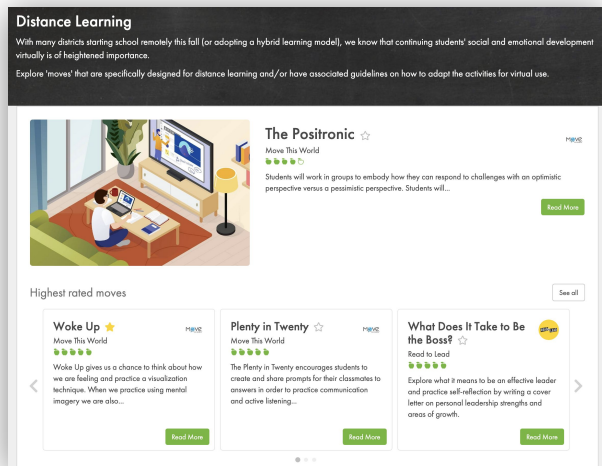 Distance Learning
With many districts starting school remotely this fall (or adopting a hybrid learning model), we know that continuing students' social and emotional development
virtually is of heightened importance.
Explore 'moves' that are specifically designed for distance learning and/or have associated guidelines on how to adapt the activities for virtual use.
The Positronic
Move
Move This World
Students will work in groups to embody how they can respond to challenges with an optimistic
perspective versus a pessimistic perspective. Students will...
Read More
Highest rated moves
See all
Woke Up
Move
Move This World
Woke Up gives us a chance to think about how
we are feeling and practice a visualization
technique. When we practice using mental
imagery we are also...
Read More
Plenty in Twenty
Move
Move This World
The Plenty in Twenty encourages students to
create and share prompts for their classmates to
answers in order to practice communication
and active listening...
Read More
What Does It Take to Be
the Boss?
Read to Lead
Explore what it means to be an effective leader
and practice self-reflection by writing a cover
letter on personal leadership strengths and
areas of growth.
Read More